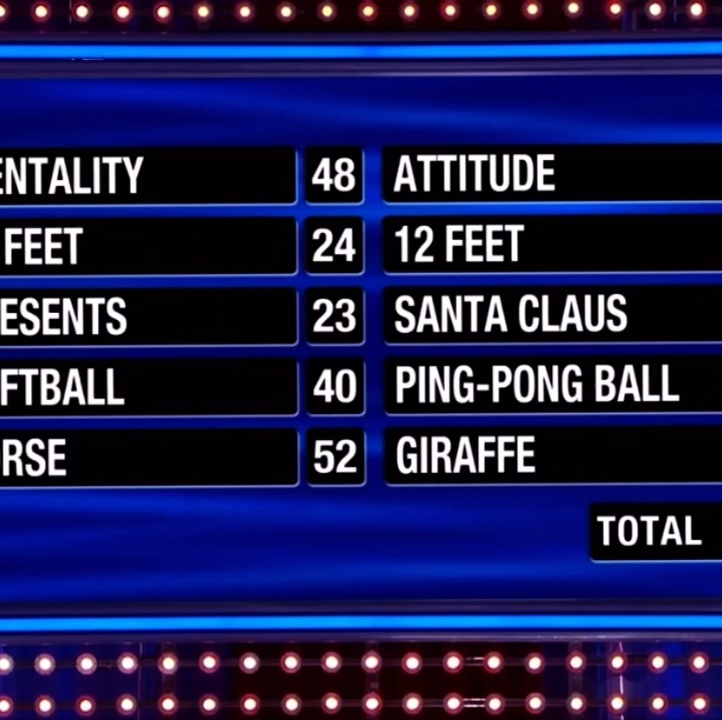 ENTALITY 48 ATTITUDE
FEET 24 12 FEET
ESENTS 23 SANTA CLAUS
FTBALL 40 PING-PONG BALL
RSE 52 GIRAFFE
TOTAL